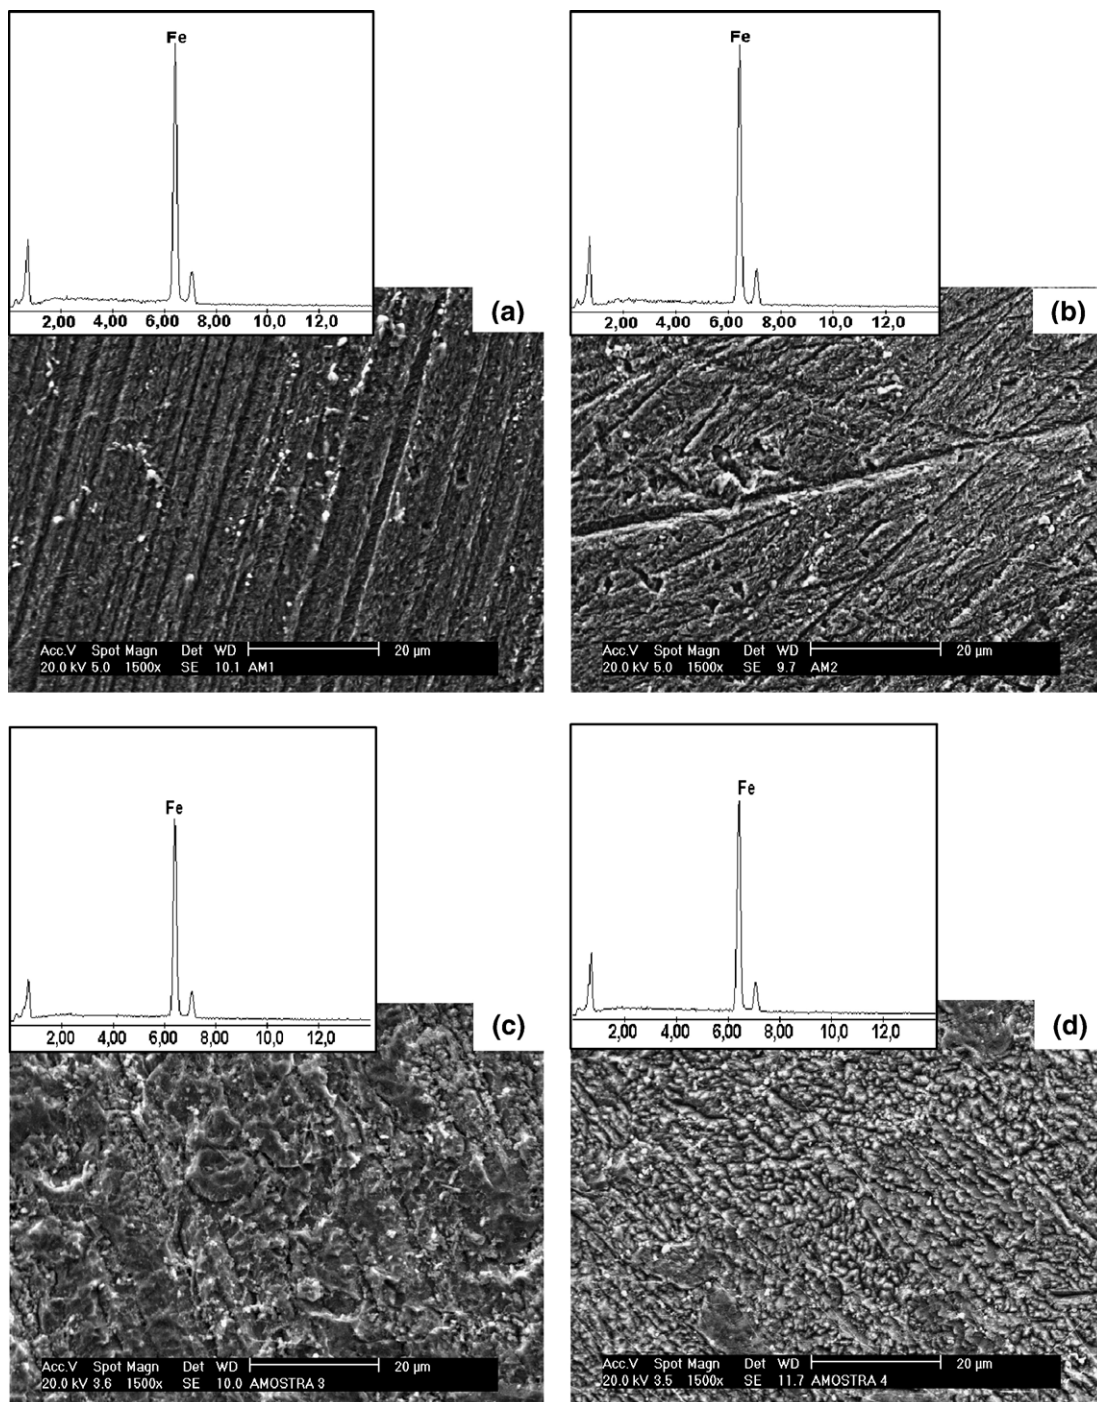 Fe
2,00 4,00 6,00 8,00 10,0 12,0
(a)
Acc.V Spot Magn Det WD 20 µm
20.0 kV 5.0 1500x SE 10.1 AM1
Fe
2,00 4,00 6,00 8,00 10,0 12,0
(b)
Acc.V Spot Magn Det WD 20 µm
20.0 kV 5.0 1500x SE 9.7 AM2
Fe
2,00 4,00 6,00 8,00 10,0 12,0
(c)
Acc.V Spot Magn Det WD 20 µm
20.0 kV 3.6 1500x SE 10.0 AMOSTRA 3
Fe
2,00 4,00 6,00 8,00 10,0 12,0
(d)
Acc.V Spot Magn Det WD 20 µm
20.0 kV 3.5 1500x SE 11.7 AMOSTRA 4